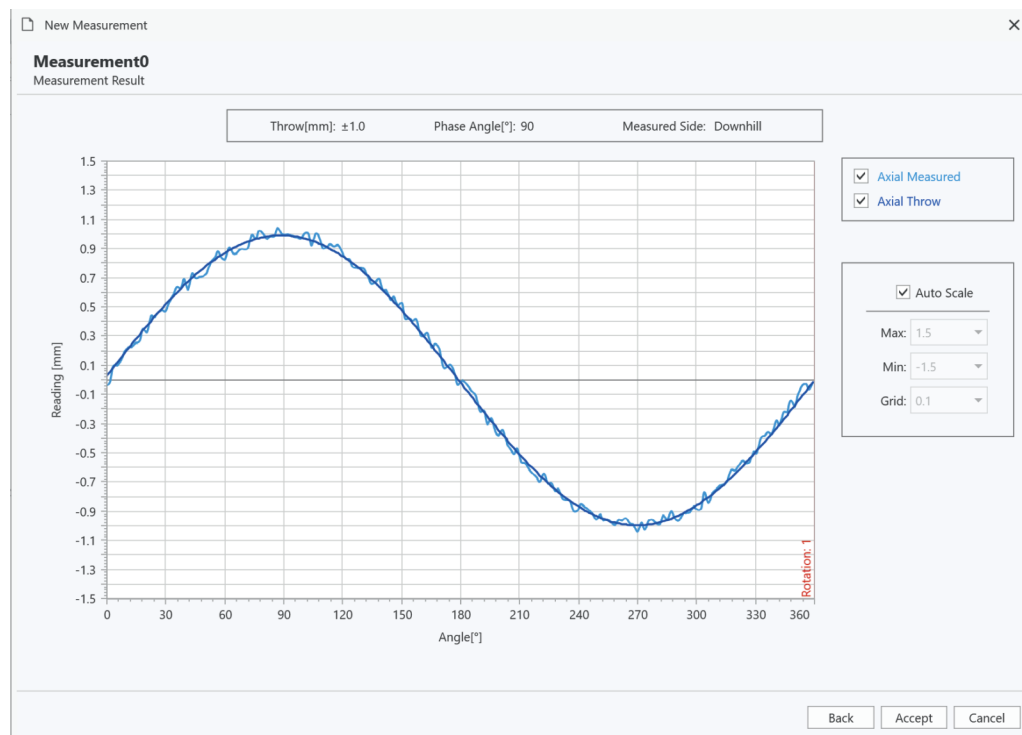 New Measurement
Measurement0
Measurement Result
Throw[mm]: ±1.0 Phase Angle[°]: 90 Measured Side: Downhill
Axial Measured
Axial Throw
Auto Scale
Max: 1.5
Min: -1.5
Grid: 0.1
Reading [mm]
1.5
1.3
1.1
0.9
0.7
0.5
0.3
0.1
-0.1
-0.3
-0.5
-0.7
-0.9
-1.1
-1.3
-1.5
Rotation: 1
0 30 60 90 120 150 180 210 240 270 300 330 360
Angle[°]
Back Accept Cancel